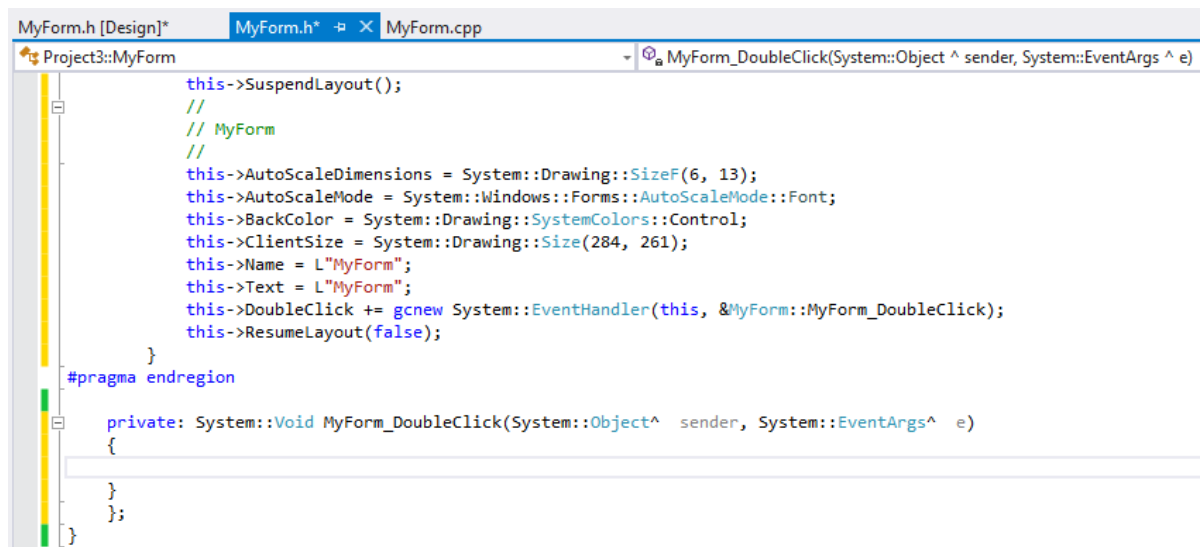 MyForm.h [Design]* MyForm.h* MyForm.cpp
Project3::MyForm MyForm_DoubleClick(System::Object ^ sender, System::EventArgs ^ e)
this->SuspendLayout();
//
// MyForm
//
this->AutoScaleDimensions = System::Drawing::SizeF(6, 13);
this->AutoScaleMode = System::Windows::Forms::AutoScaleMode::Font;
this->BackColor = System::Drawing::SystemColors::Control;
this->ClientSize = System::Drawing::Size(284, 261);
this->Name = L"MyForm";
this->Text = L"MyForm";
this->DoubleClick += gcnew System::EventHandler(this, &MyForm::MyForm_DoubleClick);
this->ResumeLayout(false);
}
#pragma endregion
private: System::Void MyForm_DoubleClick(System::Object^  sender, System::EventArgs^  e)
{
}
};
}